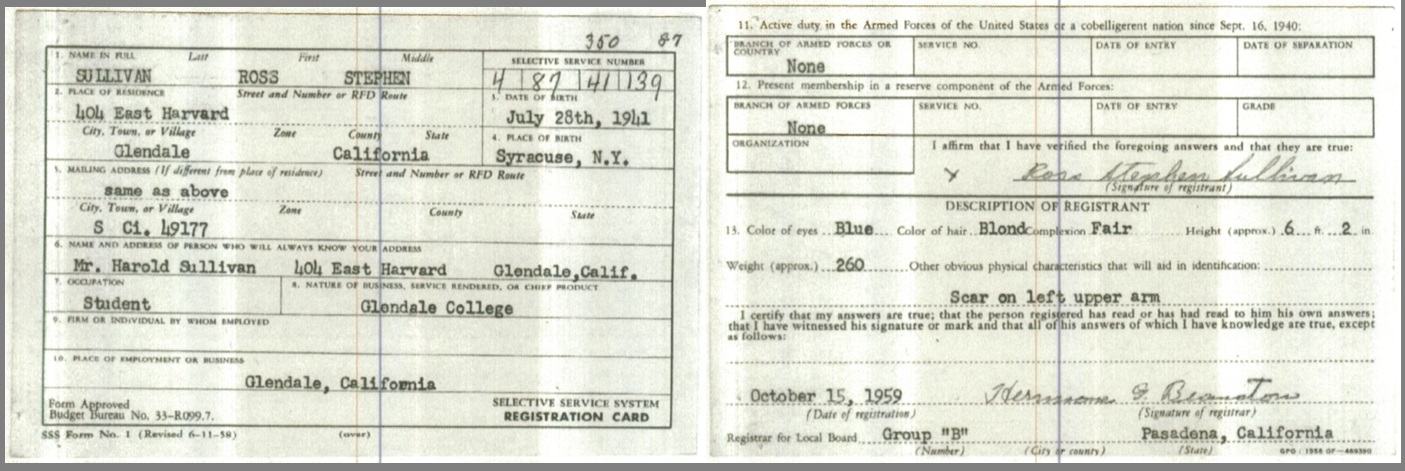 350 87
1. NAME IN FULL Last First Middle
SELECTIVE SERVICE NUMBER
SULLIVAN ROSS STEPHEN
4 87 41 139
2. PLACE OF RESIDENCE Street and Number or RFD Route
3. DATE OF BIRTH
404 East Harvard
July 28th, 1941
City, Town, or Village Zone County State
4. PLACE OF BIRTH
Glendale California
Syracuse, N.Y.
5. MAILING ADDRESS (If different from place of residence) Street and Number or RFD Route
same as above
City, Town, or Village Zone County State
S Ci. 49177
6. NAME AND ADDRESS OF PERSON WHO WILL ALWAYS KNOW YOUR ADDRESS
Mr. Harold Sullivan 404 East Harvard Glendale,Calif.
7. OCCUPATION
8. NATURE OF BUSINESS, SERVICE RENDERED, OR CHIEF PRODUCT
Student Glendale College
9. FIRM OR INDIVIDUAL BY WHOM EMPLOYED
10. PLACE OF EMPLOYMENT OR BUSINESS
Glendale, California
Form Approved
Budget Bureau No. 33-R099.7.
SELECTIVE SERVICE SYSTEM
REGISTRATION CARD
SSS Form No. 1 (Revised 6-11-58) (over)
11. Active duty in the Armed Forces of the United States or a cobelligerent nation since Sept. 16, 1940:
BRANCH OF ARMED FORCES OR COUNTRY SERVICE NO. DATE OF ENTRY DATE OF SEPARATION
None
12. Present membership in a reserve component of the Armed Forces:
BRANCH OF ARMED FORCES SERVICE NO. DATE OF ENTRY GRADE
None
ORGANIZATION
I affirm that I have verified the foregoing answers and that they are true:
x Ross Stephen Sullivan
(Signature of registrant)
DESCRIPTION OF REGISTRANT
13. Color of eyes Blue Color of hair Blond Complexion Fair Height (approx.) 6 ft. 2 in.
Weight (approx.) 260 Other obvious physical characteristics that will aid in identification:
Scar on left upper arm
I certify that my answers are true; that the person registered has read or has had read to him his own answers;
that I have witnessed his signature or mark and that all of his answers of which I have knowledge are true, except
as follows:
October 15, 1959
(Date of registration) (Signature of registrar)
Registrar for Local Board Group "B" Pasadena, California
(Number) (City or county) (State)